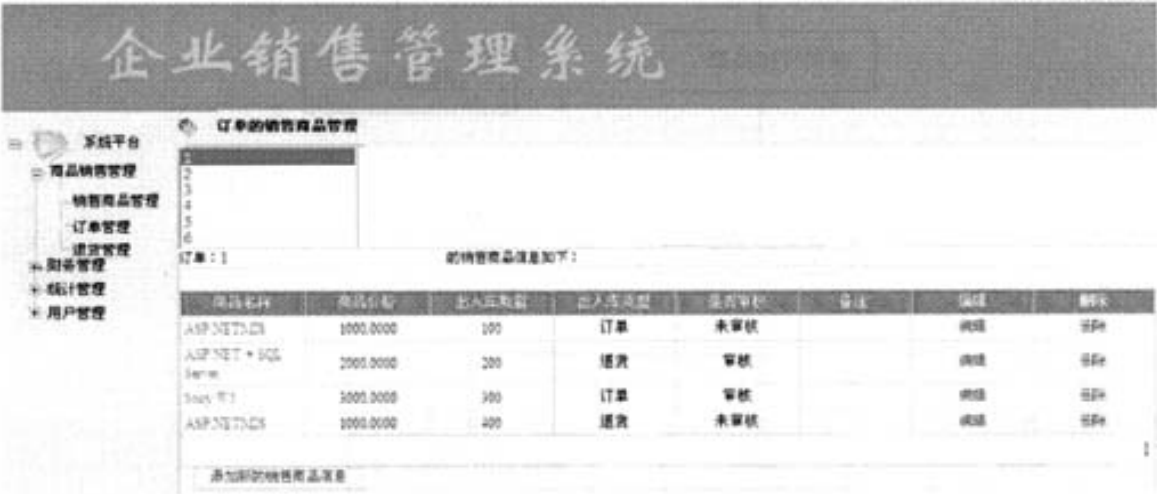 企业销售管理系统
系统平台
商品销售管理
销售商品管理
订单管理
退货管理
财务管理
统计管理
用户管理
订单的销售商品管理
1
2
3
4
5
6
订单：1 的销售商品信息如下：
商品名称 商品价格 出入库数量 出入库类型 是否审核 备注 编辑 删除
1000.0000 100 订单 未审核 编辑 删除
ASP.NET + SQL Server 2000.0000 200 退货 审核 编辑 删除
3000.0000 300 订单 审核 编辑 删除
1000.0000 400 退货 未审核 编辑 删除
1
添加新的销售商品信息